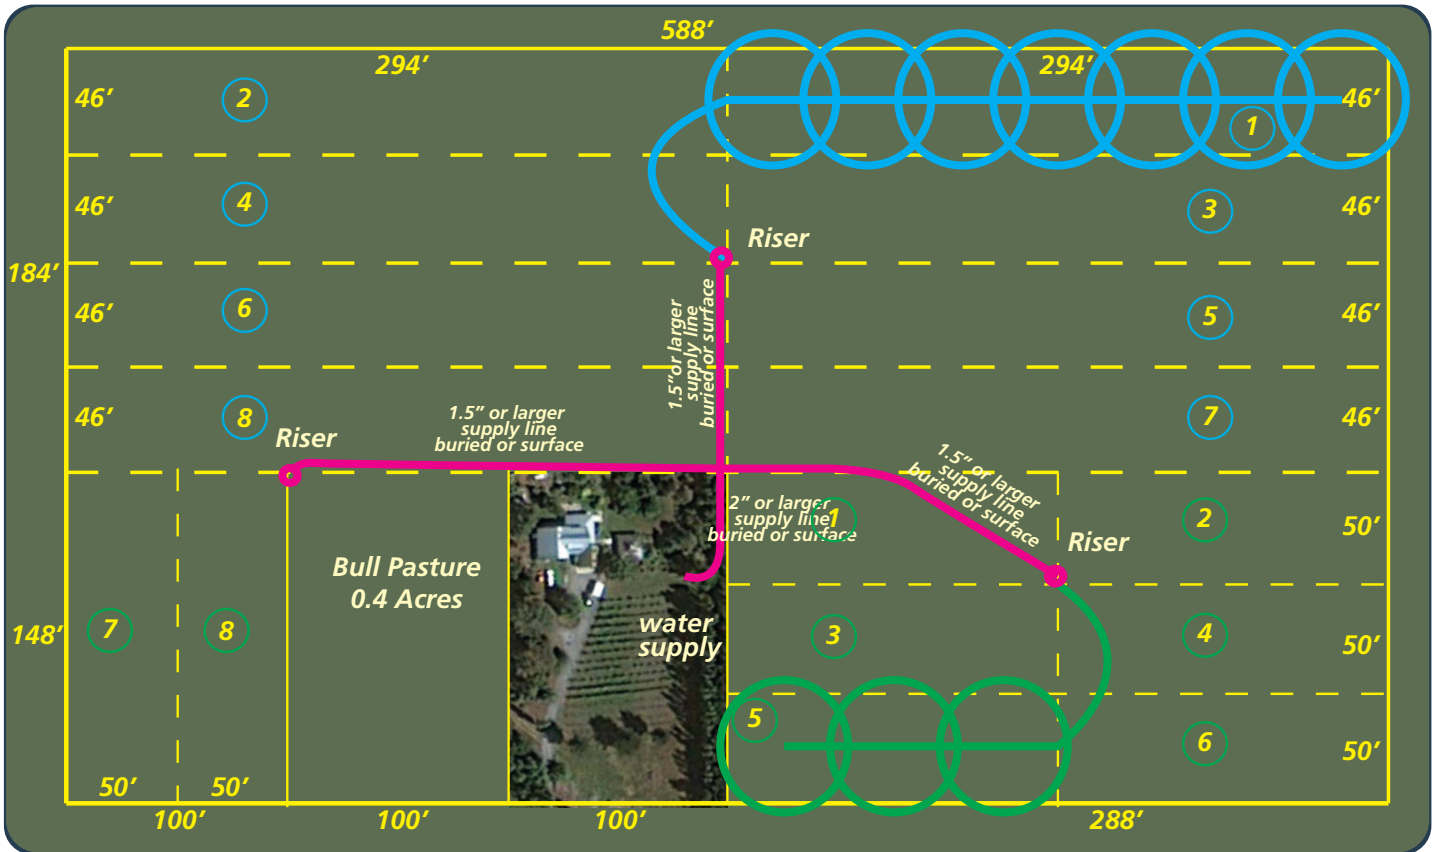 588’
294’
294’
46’
2
46’
1
46’
4
3
46’
Riser
184’
46’
6
5
46’
1.5”or larger
supply line
buried or surface
46’
8
7
46’
Riser
1.5” or larger
supply line
buried or surface
1.5” or larger
supply line
buried or surface
2” or larger
supply line
buried or surface
1
2
50’
Riser
Bull Pasture
0.4 Acres
148’
7
8
water
supply
3
4
50’
5
6
50’
50’
50’
100’
100’
100’
288’